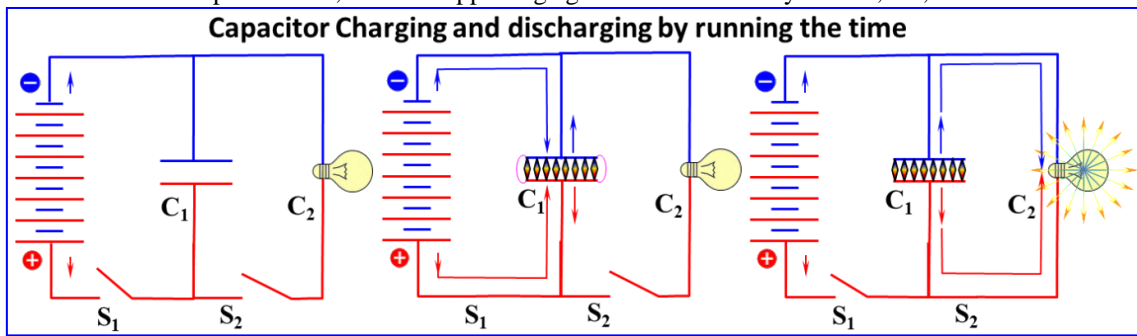 Capacitor Charging and discharging by running the time
− + C1 C2 S1 S2
− + C1 C2 S1 S2
− + C1 C2 S1 S2